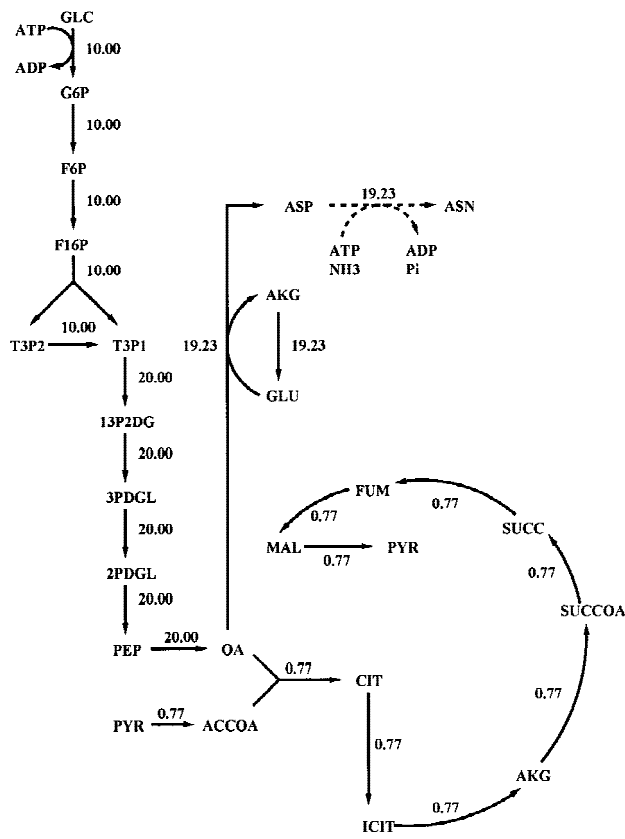 GLC
ATP
10.00
ADP
G6P
10.00
F6P
10.00
F16P
10.00
T3P2
10.00
T3P1
20.00
13P2DG
20.00
3PDGL
20.00
2PDGL
20.00
PEP
20.00
OA
19.23
ASP
19.23
ASN
ATP
NH3
ADP
Pi
AKG
19.23
GLU
PYR
0.77
ACCOA
0.77
CIT
0.77
ICIT
0.77
AKG
0.77
SUCCOA
0.77
SUCC
0.77
FUM
0.77
MAL
0.77
PYR